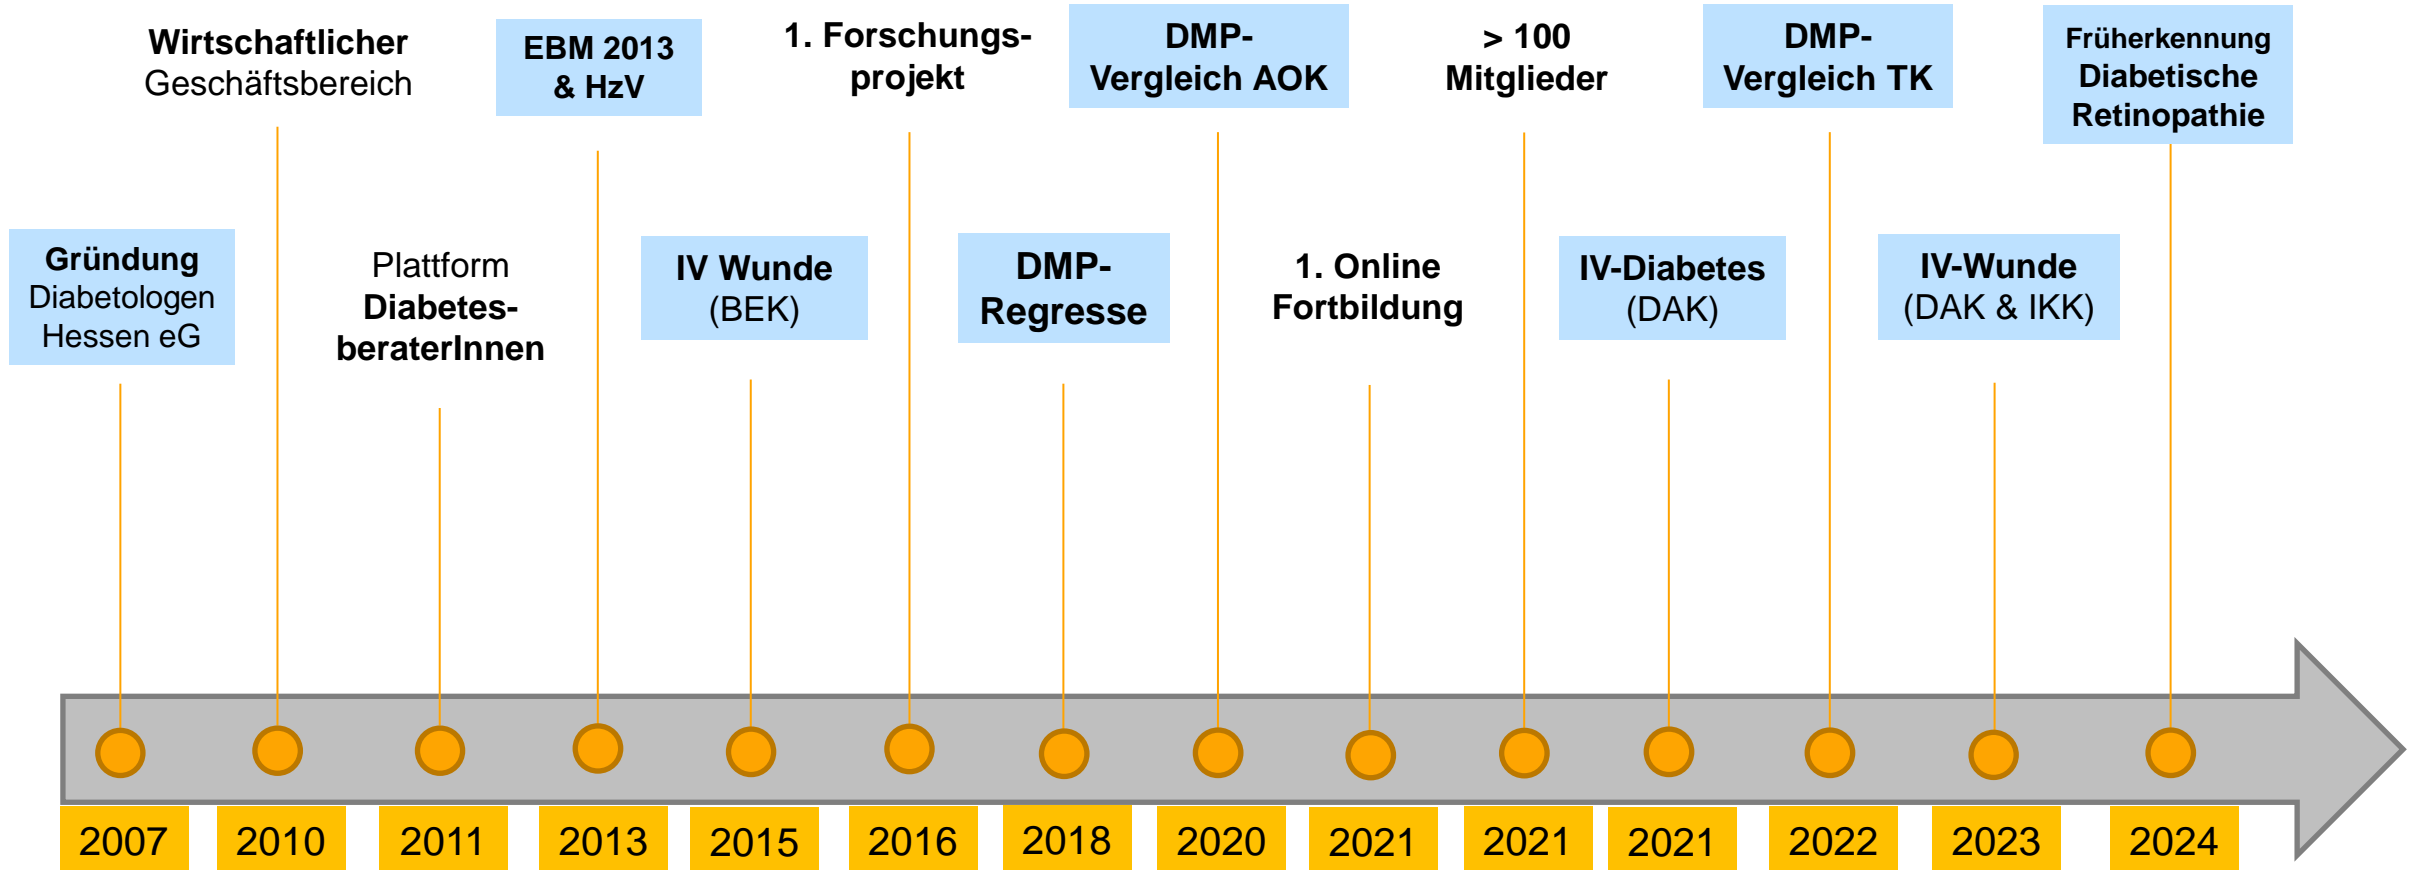 Wirtschaftlicher
Geschäftsbereich
EBM 2013
& HzV
1. Forschungs-
projekt
DMP-
Vergleich AOK
> 100
Mitglieder
DMP-
Vergleich TK
Früherkennung
Diabetische
Retinopathie
Gründung
Diabetologen
Hessen eG
Plattform
Diabetes-
beraterInnen
IV Wunde
(BEK)
DMP-
Regresse
1. Online
Fortbildung
IV-Diabetes
(DAK)
IV-Wunde
(DAK & IKK)
2007
2010
2011
2013
2015
2016
2018
2020
2021
2021
2021
2022
2023
2024